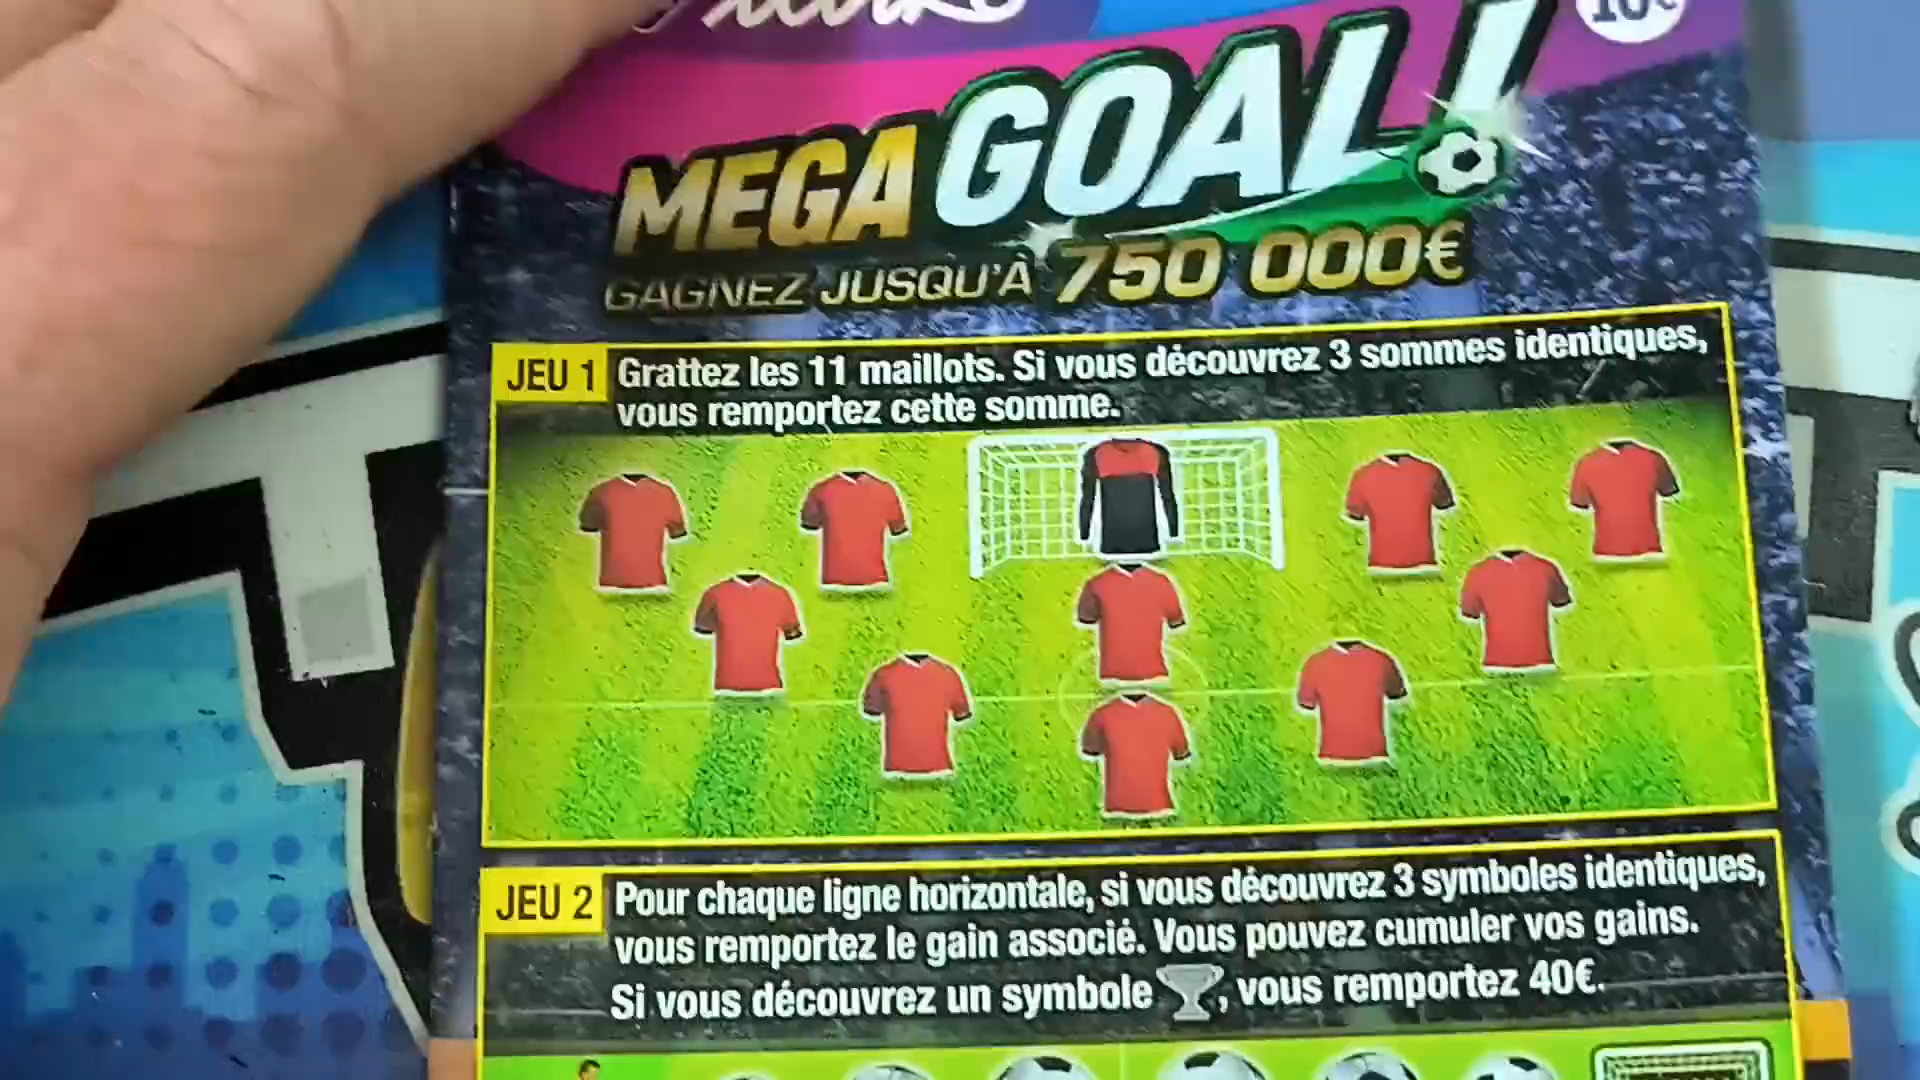 10€
MEGA GOAL!
GAGNEZ JUSQU'À 750 000€
JEU 1 Grattez les 11 maillots. Si vous découvrez 3 sommes identiques,
vous remportez cette somme.
JEU 2 Pour chaque ligne horizontale, si vous découvrez 3 symboles identiques,
vous remportez le gain associé. Vous pouvez cumuler vos gains.
Si vous découvrez un symbole , vous remportez 40€.